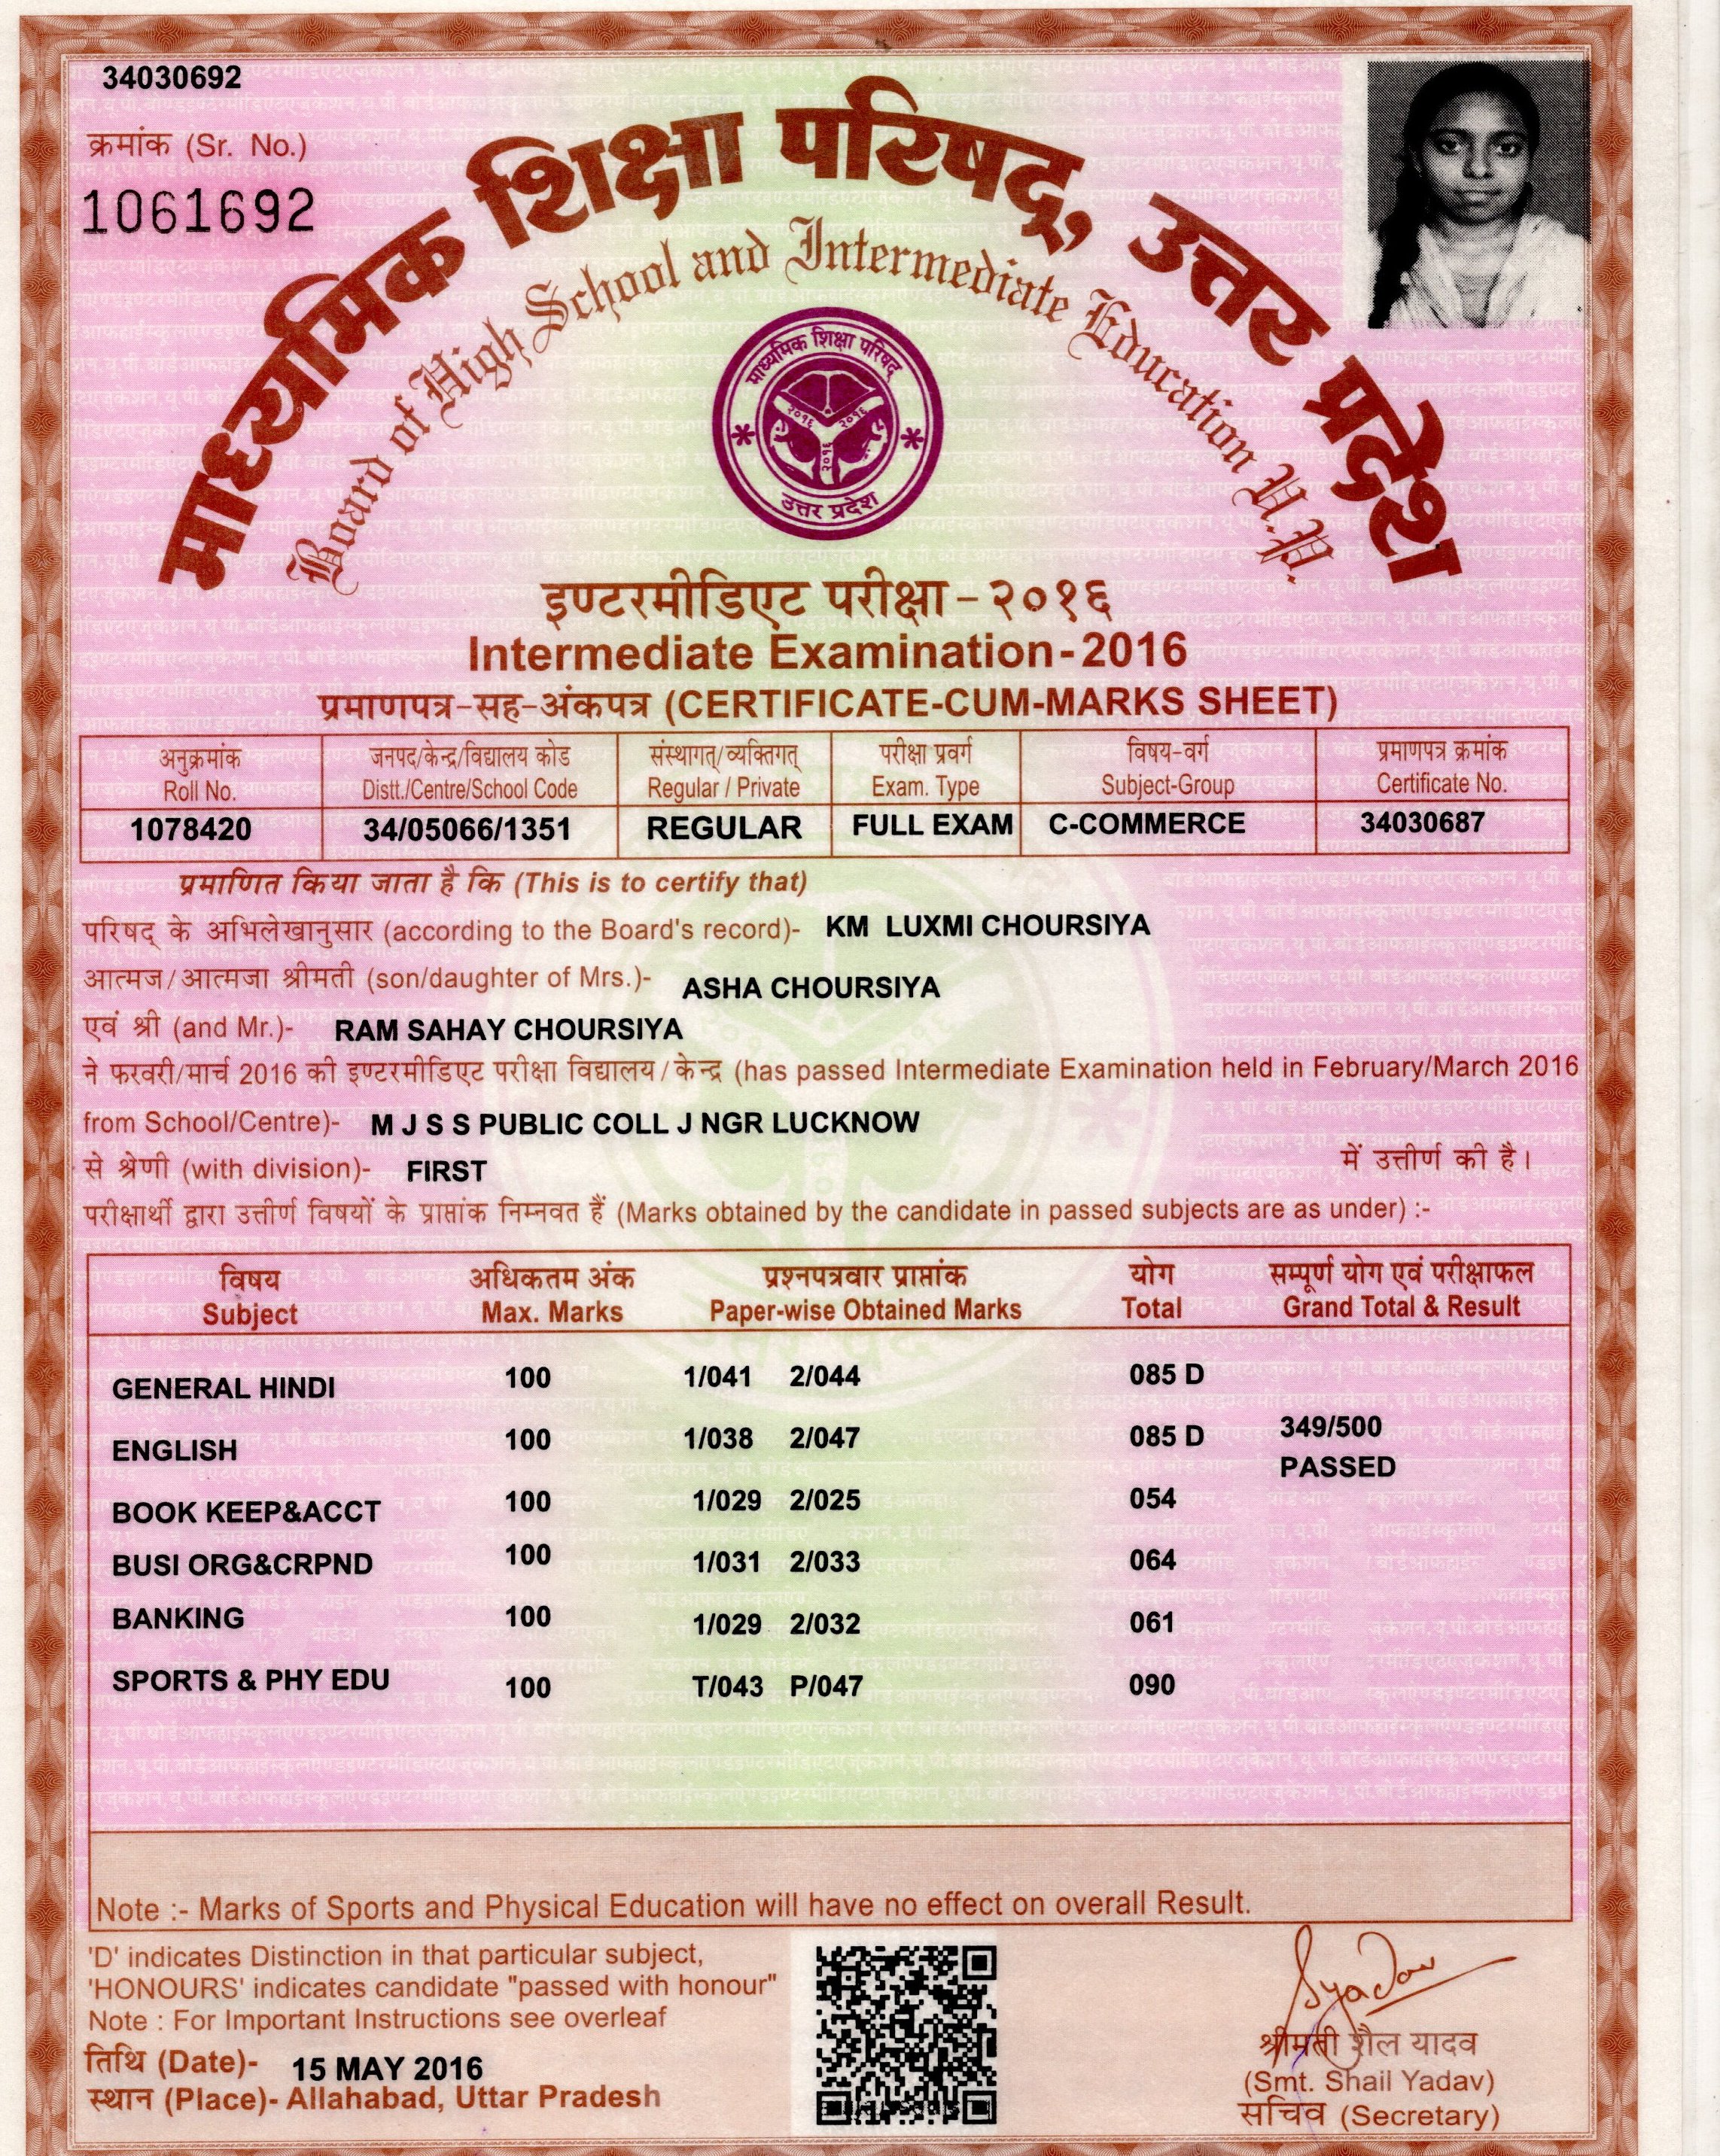 34030692
क्रमांक (Sr. No.)
1061692
माध्यमिक शिक्षा परिषद्, उत्तर प्रदेश
Board of High School and Intermediate Education U.P.
माध्यमिक शिक्षा परिषद्
२०१६ २०१६
२०१६
उत्तर प्रदेश
इण्टरमीडिएट परीक्षा - २०१६
Intermediate Examination - 2016
प्रमाणपत्र-सह-अंकपत्र (CERTIFICATE-CUM-MARKS SHEET)
अनुक्रमांक जनपद/केन्द्र/विद्यालय कोड संस्थागत्/व्यक्तिगत् परीक्षा प्रवर्ग विषय-वर्ग प्रमाणपत्र क्रमांक
Roll No. Distt./Centre/School Code Regular / Private Exam. Type Subject-Group Certificate No.
1078420 34/05066/1351 REGULAR FULL EXAM C-COMMERCE 34030687
प्रमाणित किया जाता है कि (This is to certify that)
परिषद् के अभिलेखानुसार (according to the Board's record)- KM LUXMI CHOURSIYA
आत्मज/आत्मजा श्रीमती (son/daughter of Mrs.)- ASHA CHOURSIYA
एवं श्री (and Mr.)- RAM SAHAY CHOURSIYA
ने फरवरी/मार्च 2016 की इण्टरमीडिएट परीक्षा विद्यालय/केन्द्र (has passed Intermediate Examination held in February/March 2016
from School/Centre)- M J S S PUBLIC COLL J NGR LUCKNOW
से श्रेणी (with division)- FIRST में उत्तीर्ण की है।
परीक्षार्थी द्वारा उत्तीर्ण विषयों के प्राप्तांक निम्नवत हैं (Marks obtained by the candidate in passed subjects are as under) :-
विषय अधिकतम अंक प्रश्नपत्रवार प्राप्तांक योग सम्पूर्ण योग एवं परीक्षाफल
Subject Max. Marks Paper-wise Obtained Marks Total Grand Total & Result
GENERAL HINDI 100 1/041 2/044 085 D
ENGLISH 100 1/038 2/047 085 D 349/500
PASSED
BOOK KEEP&ACCT 100 1/029 2/025 054
BUSI ORG&CRPND 100 1/031 2/033 064
BANKING 100 1/029 2/032 061
SPORTS & PHY EDU 100 T/043 P/047 090
Note :- Marks of Sports and Physical Education will have no effect on overall Result.
'D' indicates Distinction in that particular subject,
'HONOURS' indicates candidate "passed with honour"
Note : For Important Instructions see overleaf
तिथि (Date)- 15 MAY 2016
स्थान (Place)- Allahabad, Uttar Pradesh
Syadav
श्रीमती शैल यादव
(Smt. Shail Yadav)
सचिव (Secretary)